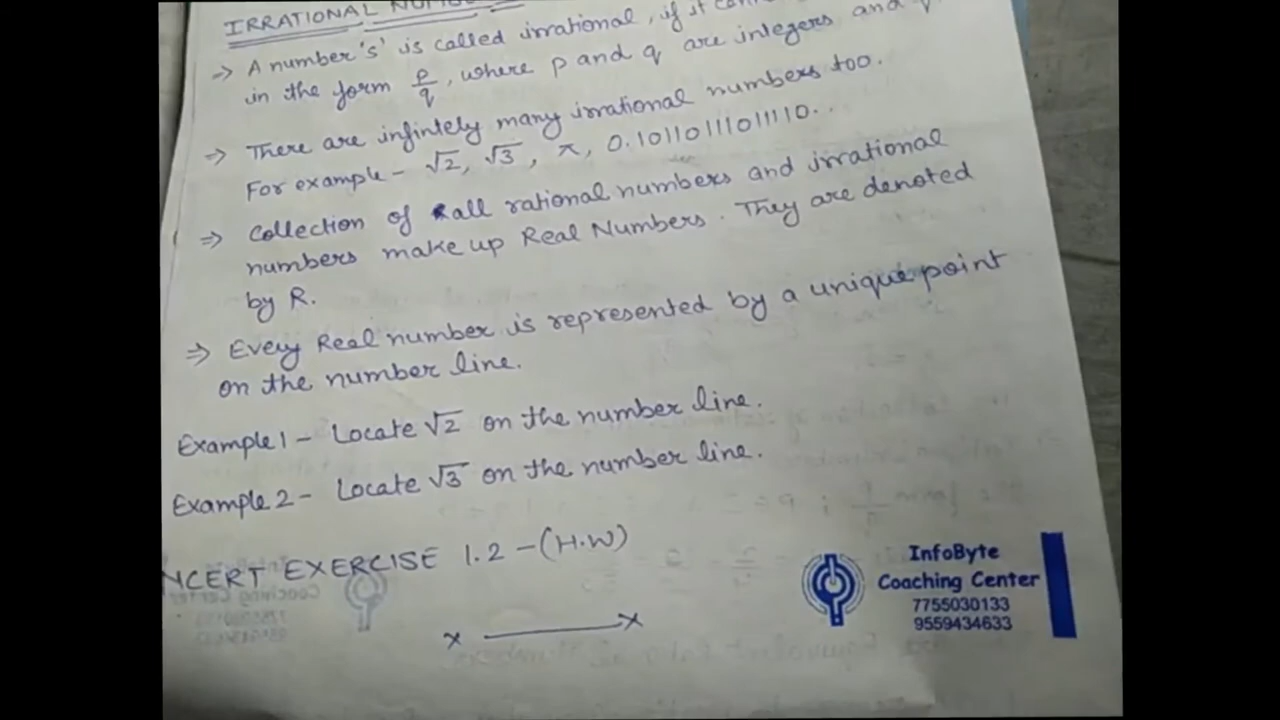 IRRATIONAL
⇒ A number 's' is called irrational, if it
in the form p/q, where p and q are integers and
⇒ There are infintely many irrational numbers too.
For example - √2, √3, π, 0.10110111011110..
⇒ Collection of all rational numbers and irrational
numbers make up Real Numbers. They are denoted
by R.
⇒ Every Real number is represented by a unique point
on the number line.
Example 1 - Locate √2 on the number line.
Example 2 - Locate √3 on the number line.
NCERT EXERCISE 1.2 - (H.W)
x ——— x
InfoByte
Coaching Center
7755030133
9559434633